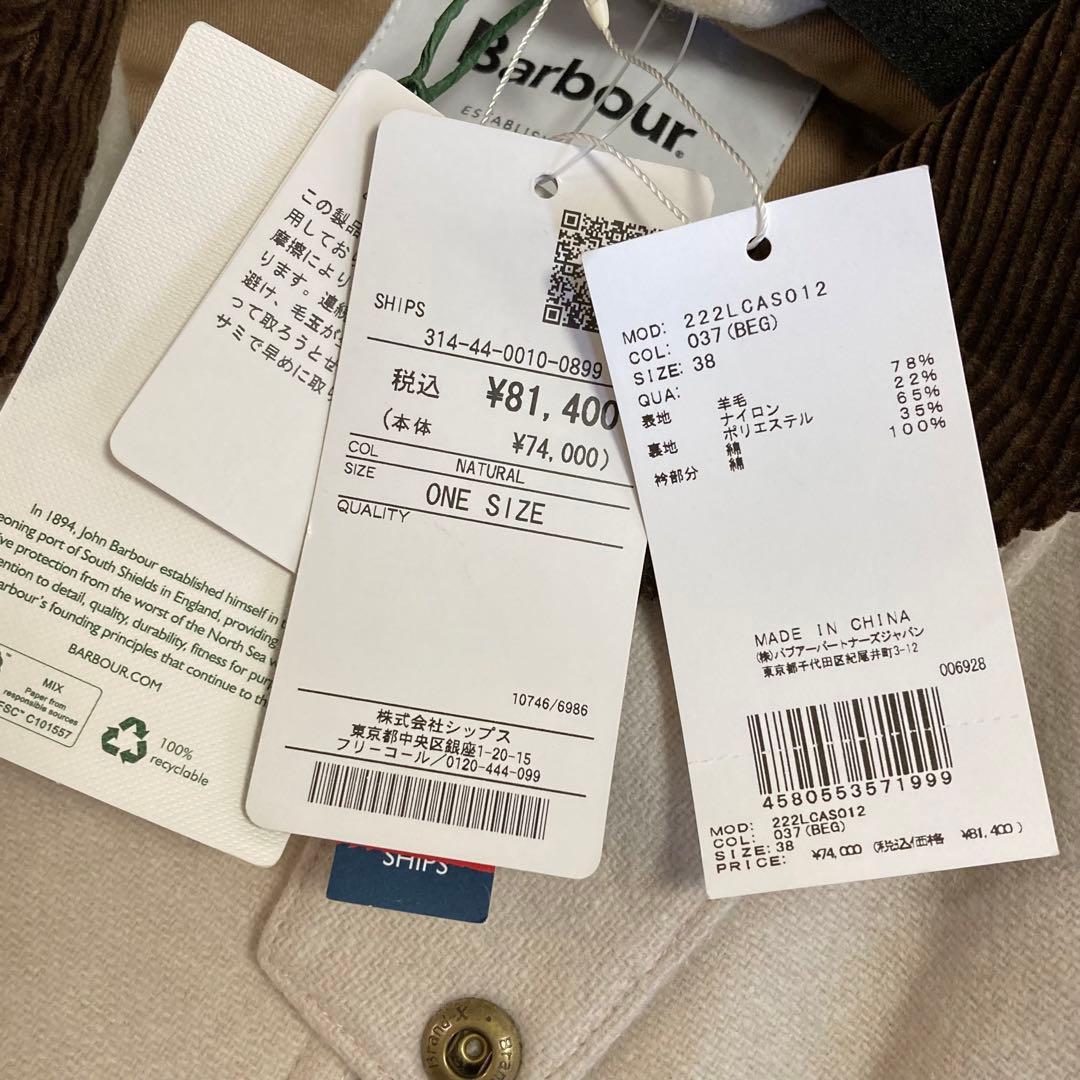 Barbour
この製品
用してお
摩擦により
ります。連続
避け、毛玉が
って取ろうとせ
サミで早めに取
In 1894, John Barbour established himself in
port of South Shields in England, providing
protection from the worst of the North Sea
to detail, quality, durability, fitness for
founding principles that continue to
BARBOUR.COM
MIX
Paper from
responsible sources
FSC™ C101557
100%
recyclable
SHIPS
314-44-0010-0899
税込 ¥81,400
(本体 ¥74,000)
COL NATURAL
SIZE ONE SIZE
QUALITY
10746/6986
株式会社シップス
東京都中央区銀座1-20-15
フリーコール/0120-444-099
SHIPS
MOD: 222LCAS012
COL: 037(BEG)
SIZE: 38
QUA:
表地 羊毛 78%
ナイロン 22%
裏地 ポリエステル 65%
綿 35%
衿部分 綿 100%
MADE IN CHINA
(株)バブアーパートナーズジャパン
東京都千代田区紀尾井町3-12
006928
4580553571999
MOD: 222LCAS012
COL: 037(BEG)
SIZE: 38
PRICE: ¥74,000 (税込価格 ¥81,400)
Brand-X